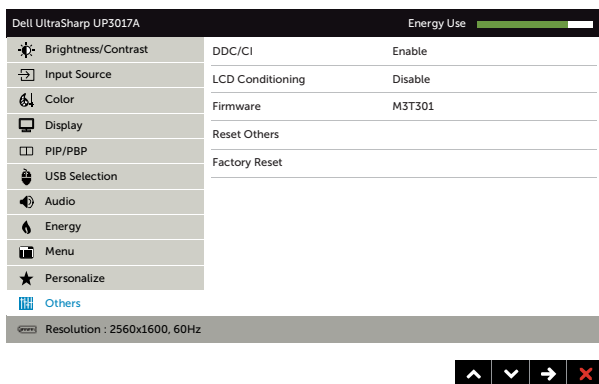 Dell UltraSharp UP3017A Energy Use
Brightness/Contrast DDC/CI Enable
Input Source LCD Conditioning Disable
Color Firmware M3T301
Display Reset Others
PIP/PBP Factory Reset
USB Selection
Audio
Energy
Menu
Personalize
Others
Resolution : 2560x1600, 60Hz